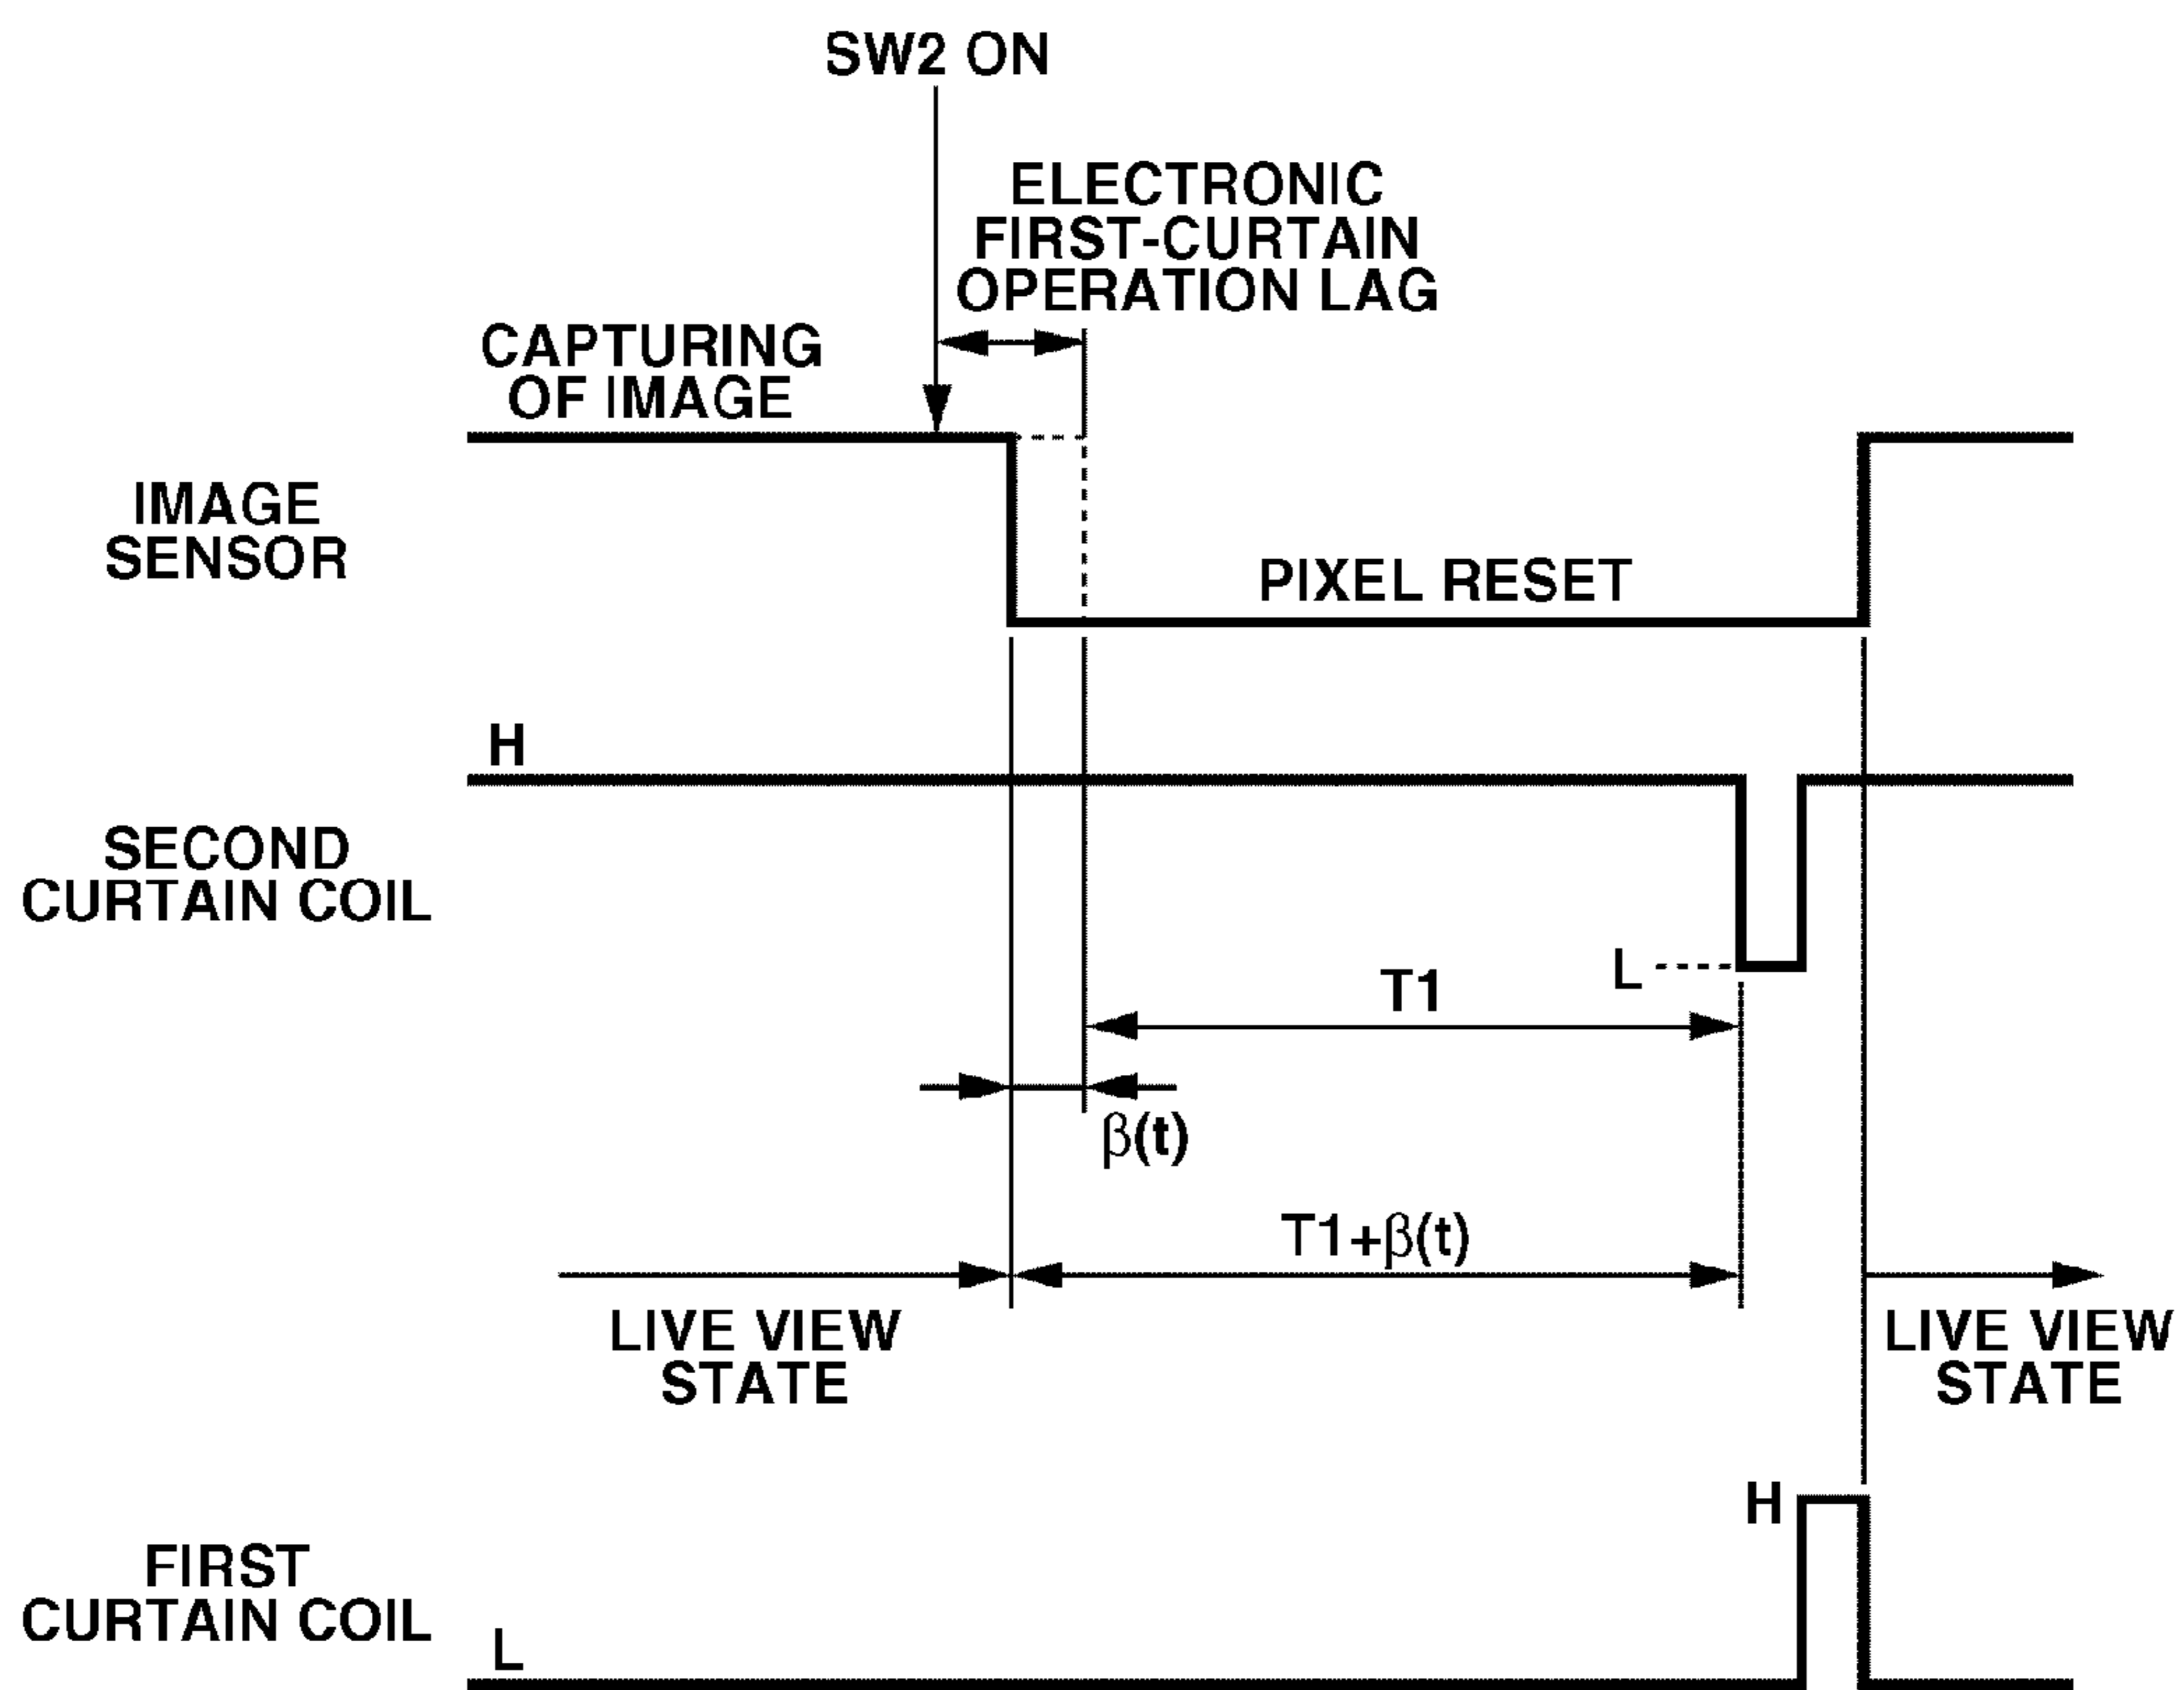 SW2 ON
ELECTRONIC
FIRST-CURTAIN
OPERATION LAG
CAPTURING
OF IMAGE
IMAGE
SENSOR
PIXEL RESET
H
SECOND
CURTAIN COIL
L
T1
β(t)
T1+β(t)
LIVE VIEW
STATE
LIVE VIEW
STATE
H
FIRST
CURTAIN COIL
L